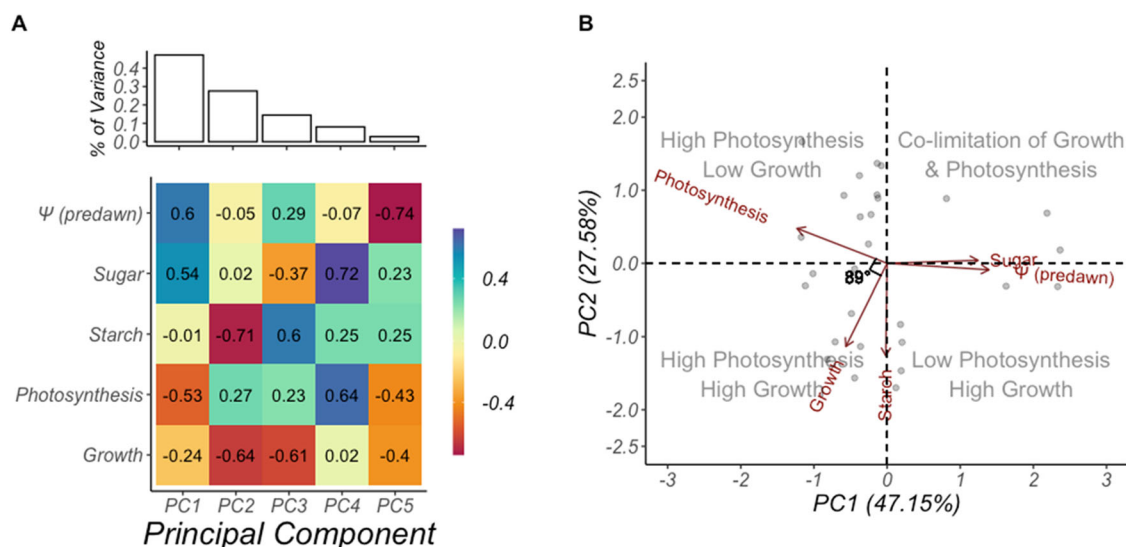 A
% of Variance
0.4
0.3
0.2
0.1
0.0
Ψ (predawn) 0.6 -0.05 0.29 -0.07 -0.74
Sugar 0.54 0.02 -0.37 0.72 0.23
Starch -0.01 -0.71 0.6 0.25 0.25
Photosynthesis -0.53 0.27 0.23 0.64 -0.43
Growth -0.24 -0.64 -0.61 0.02 -0.4
PC1 PC2 PC3 PC4 PC5
Principal Component
0.4
0.0
-0.4
B
PC2 (27.58%)
2.5
2.0
1.0
0.0
-1.0
-2.0
-2.5
High Photosynthesis
Low Growth
Co-limitation of Growth
& Photosynthesis
Photosynthesis
Sugar
Ψ (predawn)
89°
High Photosynthesis
High Growth
Growth
Starch
Low Photosynthesis
High Growth
-3 -2 -1 0 1 2 3
PC1 (47.15%)